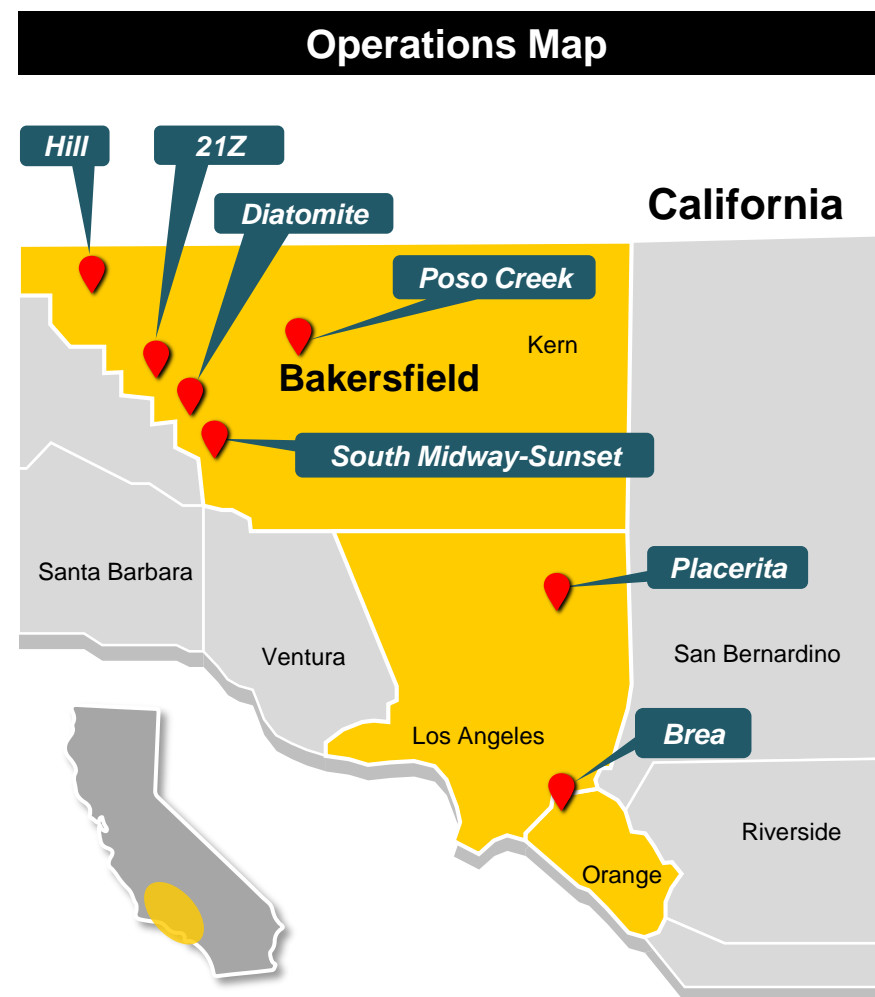 Operations Map
Hill
21Z
Diatomite
California
Poso Creek
Kern
Bakersfield
South Midway-Sunset
Placerita
Santa Barbara
Ventura
San Bernardino
Los Angeles
Brea
Riverside
Orange